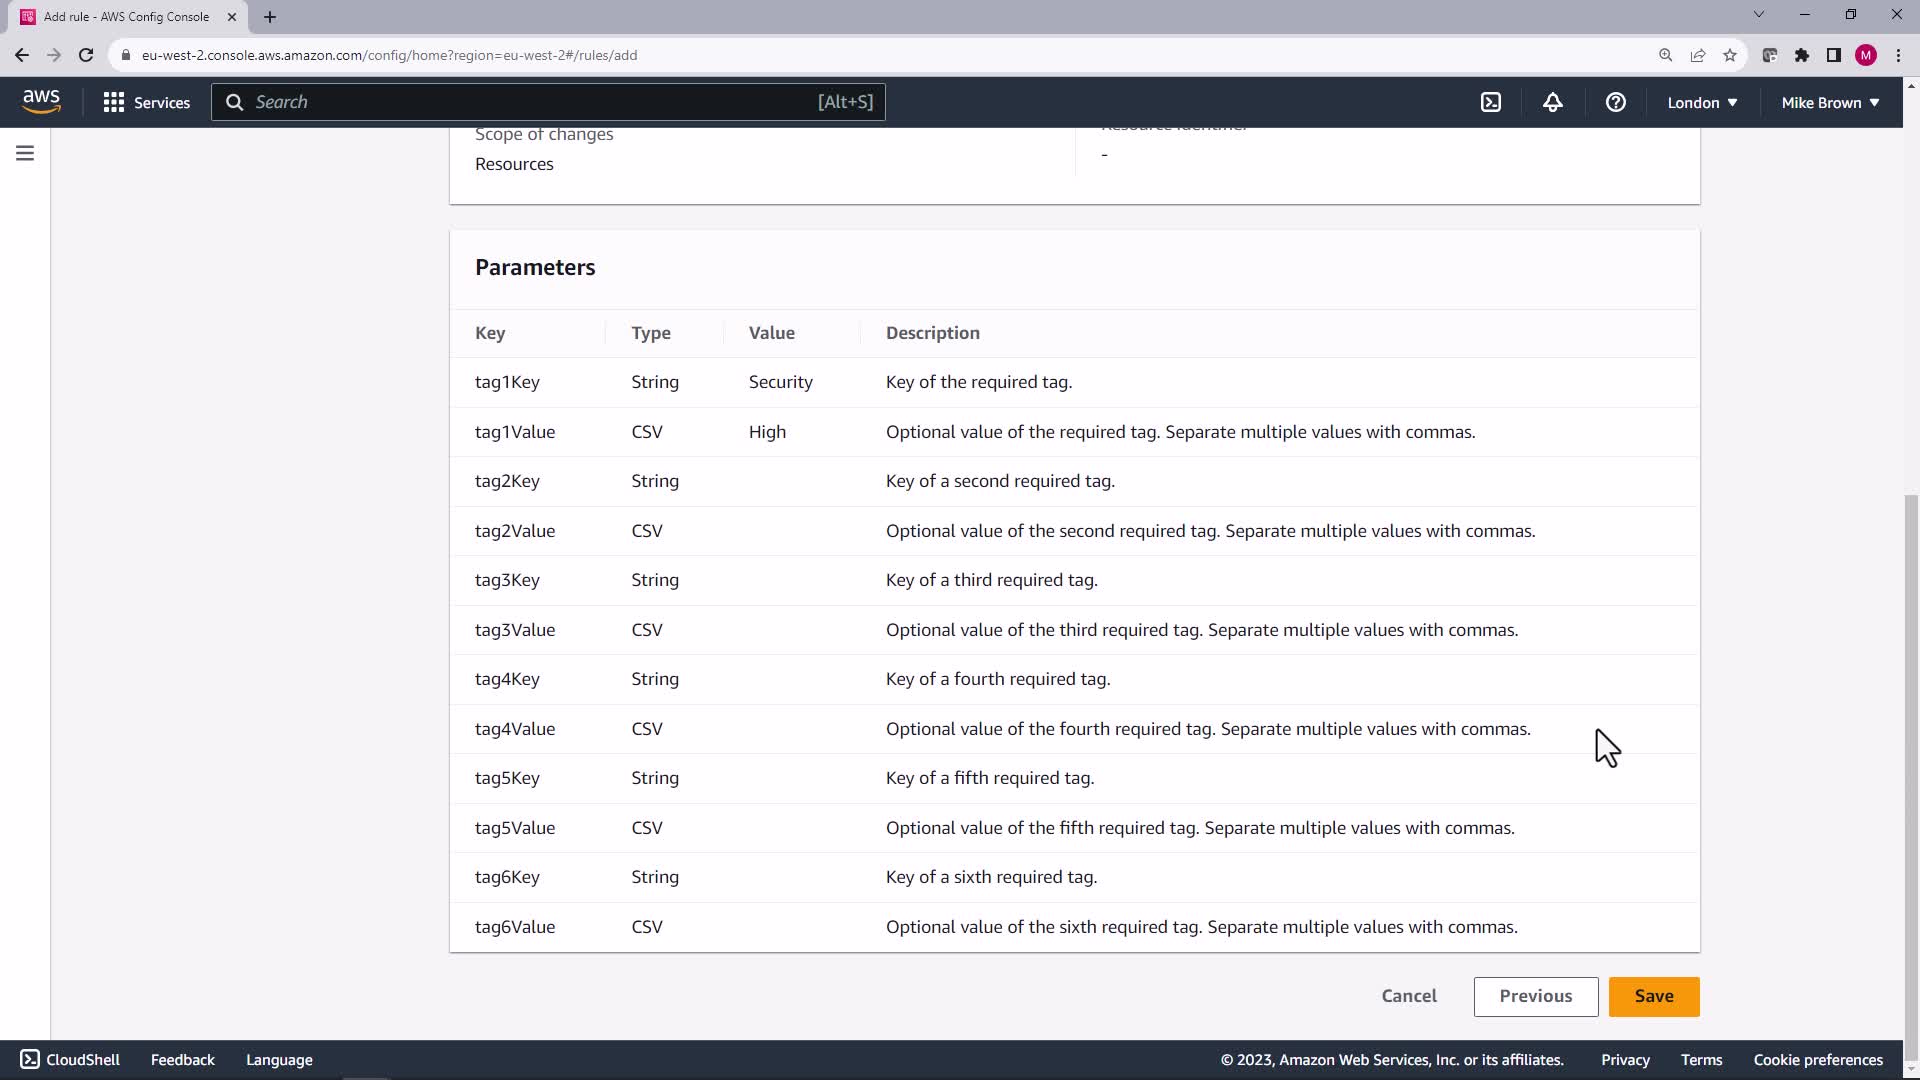 Add rule - AWS Config Console
eu-west-2.console.aws.amazon.com/config/home?region=eu-west-2#/rules/add
M
aws
Services
Search
[Alt+S]
London
Mike Brown
Scope of changes
Resources
Resource identifier
-
Parameters
Key Type Value Description
tag1Key String Security Key of the required tag.
tag1Value CSV High Optional value of the required tag. Separate multiple values with commas.
tag2Key String Key of a second required tag.
tag2Value CSV Optional value of the second required tag. Separate multiple values with commas.
tag3Key String Key of a third required tag.
tag3Value CSV Optional value of the third required tag. Separate multiple values with commas.
tag4Key String Key of a fourth required tag.
tag4Value CSV Optional value of the fourth required tag. Separate multiple values with commas.
tag5Key String Key of a fifth required tag.
tag5Value CSV Optional value of the fifth required tag. Separate multiple values with commas.
tag6Key String Key of a sixth required tag.
tag6Value CSV Optional value of the sixth required tag. Separate multiple values with commas.
Cancel Previous Save
CloudShell Feedback Language © 2023, Amazon Web Services, Inc. or its affiliates. Privacy Terms Cookie preferences